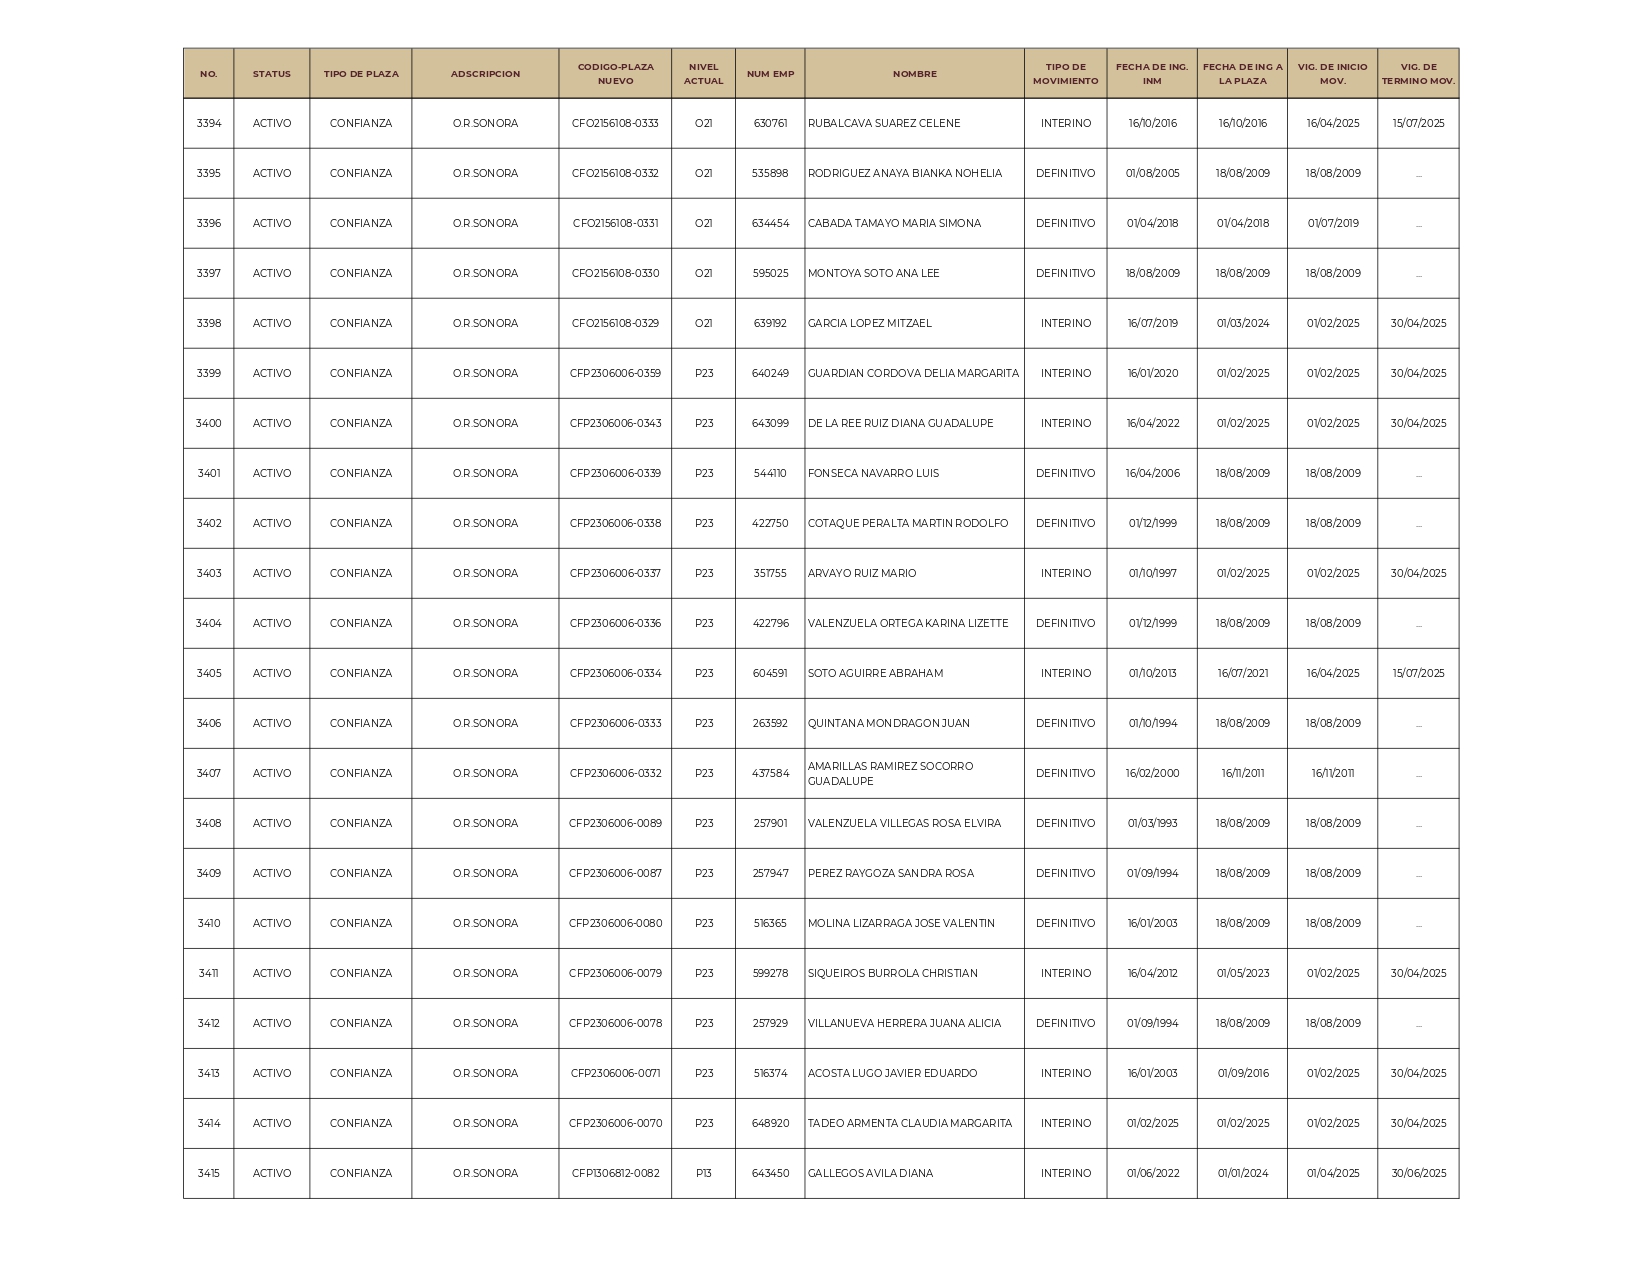 NO. STATUS TIPO DE PLAZA ADSCRIPCION CODIGO-PLAZA NUEVO NIVEL ACTUAL NUM EMP NOMBRE TIPO DE MOVIMIENTO FECHA DE ING. INM FECHA DE ING A LA PLAZA VIG. DE INICIO MOV. VIG. DE TERMINO MOV.
3394 ACTIVO CONFIANZA O.R.SONORA CFO2156108-0333 O21 630761 RUBALCAVA SUAREZ CELENE INTERINO 16/10/2016 16/10/2016 16/04/2025 15/07/2025
3395 ACTIVO CONFIANZA O.R.SONORA CFO2156108-0332 O21 535898 RODRIGUEZ ANAYA BIANKA NOHELIA DEFINITIVO 01/08/2005 18/08/2009 18/08/2009 ...
3396 ACTIVO CONFIANZA O.R.SONORA CFO2156108-0331 O21 634454 CABADA TAMAYO MARIA SIMONA DEFINITIVO 01/04/2018 01/04/2018 01/07/2019 ...
3397 ACTIVO CONFIANZA O.R.SONORA CFO2156108-0330 O21 595025 MONTOYA SOTO ANA LEE DEFINITIVO 18/08/2009 18/08/2009 18/08/2009 ...
3398 ACTIVO CONFIANZA O.R.SONORA CFO2156108-0329 O21 639192 GARCIA LOPEZ MITZAEL INTERINO 16/07/2019 01/03/2024 01/02/2025 30/04/2025
3399 ACTIVO CONFIANZA O.R.SONORA CFP2306006-0359 P23 640249 GUARDIAN CORDOVA DELIA MARGARITA INTERINO 16/01/2020 01/02/2025 01/02/2025 30/04/2025
3400 ACTIVO CONFIANZA O.R.SONORA CFP2306006-0343 P23 643099 DE LA REE RUIZ DIANA GUADALUPE INTERINO 16/04/2022 01/02/2025 01/02/2025 30/04/2025
3401 ACTIVO CONFIANZA O.R.SONORA CFP2306006-0339 P23 544110 FONSECA NAVARRO LUIS DEFINITIVO 16/04/2006 18/08/2009 18/08/2009 ...
3402 ACTIVO CONFIANZA O.R.SONORA CFP2306006-0338 P23 422750 COTAQUE PERALTA MARTIN RODOLFO DEFINITIVO 01/12/1999 18/08/2009 18/08/2009 ...
3403 ACTIVO CONFIANZA O.R.SONORA CFP2306006-0337 P23 351755 ARVAYO RUIZ MARIO INTERINO 01/10/1997 01/02/2025 01/02/2025 30/04/2025
3404 ACTIVO CONFIANZA O.R.SONORA CFP2306006-0336 P23 422796 VALENZUELA ORTEGA KARINA LIZETTE DEFINITIVO 01/12/1999 18/08/2009 18/08/2009 ...
3405 ACTIVO CONFIANZA O.R.SONORA CFP2306006-0334 P23 604591 SOTO AGUIRRE ABRAHAM INTERINO 01/10/2013 16/07/2021 16/04/2025 15/07/2025
3406 ACTIVO CONFIANZA O.R.SONORA CFP2306006-0333 P23 263592 QUINTANA MONDRAGON JUAN DEFINITIVO 01/10/1994 18/08/2009 18/08/2009 ...
3407 ACTIVO CONFIANZA O.R.SONORA CFP2306006-0332 P23 437584 AMARILLAS RAMIREZ SOCORRO GUADALUPE DEFINITIVO 16/02/2000 16/11/2011 16/11/2011 ...
3408 ACTIVO CONFIANZA O.R.SONORA CFP2306006-0089 P23 257901 VALENZUELA VILLEGAS ROSA ELVIRA DEFINITIVO 01/03/1993 18/08/2009 18/08/2009 ...
3409 ACTIVO CONFIANZA O.R.SONORA CFP2306006-0087 P23 257947 PEREZ RAYGOZA SANDRA ROSA DEFINITIVO 01/09/1994 18/08/2009 18/08/2009 ...
3410 ACTIVO CONFIANZA O.R.SONORA CFP2306006-0080 P23 516365 MOLINA LIZARRAGA JOSE VALENTIN DEFINITIVO 16/01/2003 18/08/2009 18/08/2009 ...
3411 ACTIVO CONFIANZA O.R.SONORA CFP2306006-0079 P23 599278 SIQUEIROS BURROLA CHRISTIAN INTERINO 16/04/2012 01/05/2023 01/02/2025 30/04/2025
3412 ACTIVO CONFIANZA O.R.SONORA CFP2306006-0078 P23 257929 VILLANUEVA HERRERA JUANA ALICIA DEFINITIVO 01/09/1994 18/08/2009 18/08/2009 ...
3413 ACTIVO CONFIANZA O.R.SONORA CFP2306006-0071 P23 516374 ACOSTA LUGO JAVIER EDUARDO INTERINO 16/01/2003 01/09/2016 01/02/2025 30/04/2025
3414 ACTIVO CONFIANZA O.R.SONORA CFP2306006-0070 P23 648920 TADEO ARMENTA CLAUDIA MARGARITA INTERINO 01/02/2025 01/02/2025 01/02/2025 30/04/2025
3415 ACTIVO CONFIANZA O.R.SONORA CFP1306812-0082 P13 643450 GALLEGOS AVILA DIANA INTERINO 01/06/2022 01/01/2024 01/04/2025 30/06/2025